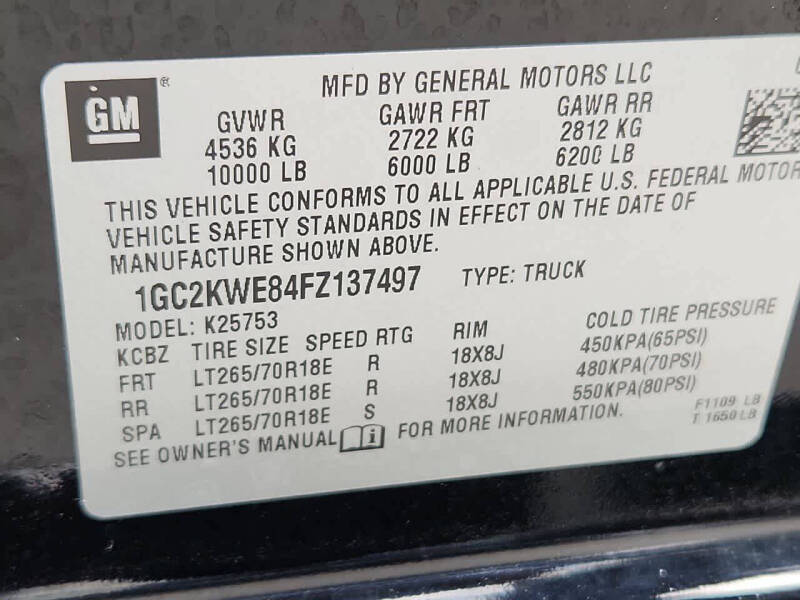 GM ®
MFD BY GENERAL MOTORS LLC
GVWR GAWR FRT GAWR RR
4536 KG 2722 KG 2812 KG
10000 LB 6000 LB 6200 LB
THIS VEHICLE CONFORMS TO ALL APPLICABLE U.S. FEDERAL MOTOR
VEHICLE SAFETY STANDARDS IN EFFECT ON THE DATE OF
MANUFACTURE SHOWN ABOVE.
1GC2KWE84FZ137497 TYPE: TRUCK
MODEL: K25753
KCBZ TIRE SIZE SPEED RTG RIM COLD TIRE PRESSURE
FRT LT265/70R18E R 18X8J 450KPA(65PSI)
RR LT265/70R18E R 18X8J 480KPA(70PSI)
SPA LT265/70R18E S 18X8J 550KPA(80PSI)
SEE OWNER'S MANUAL i FOR MORE INFORMATION.
F1109 LB
T 1650 LB